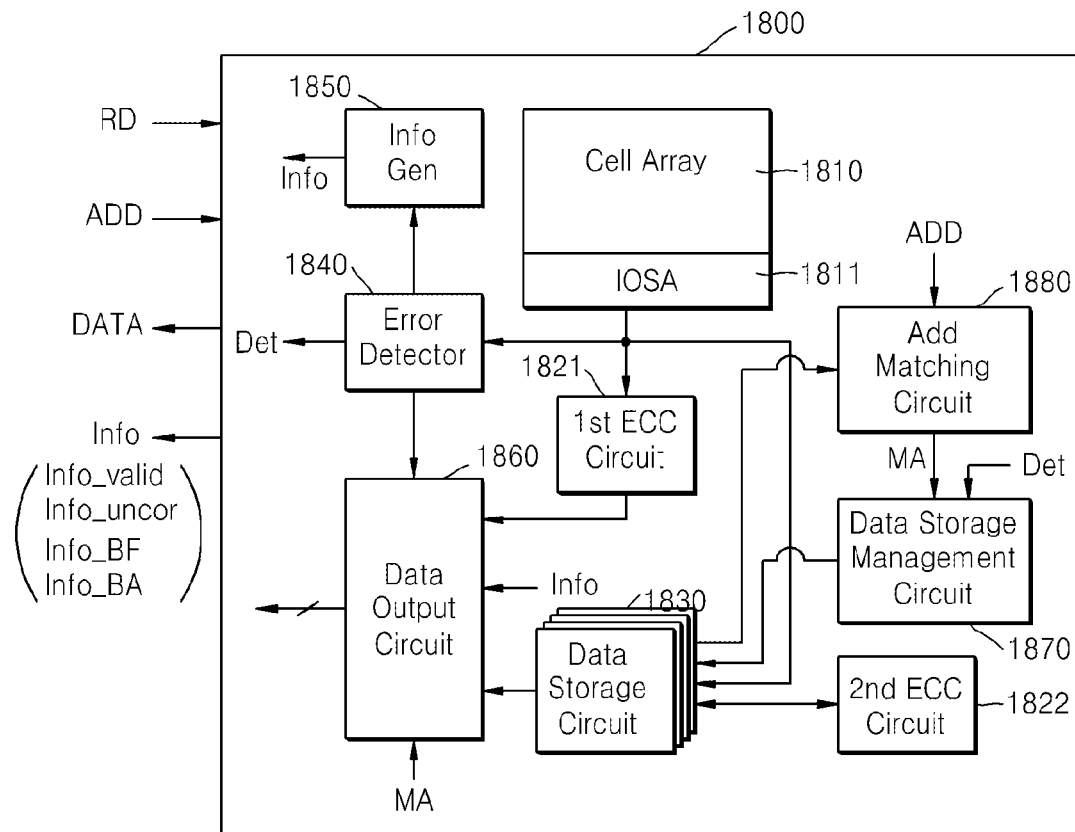 1800
RD
ADD
DATA
Info
Info_valid
Info_uncor
Info_BF
Info_BA
1850
Info
Gen
Info
Cell Array
1810
IOSA
1811
1840
Error
Detector
Det
1821
1st ECC
Circuit
ADD
1880
Add
Matching
Circuit
MA
Det
Data Storage
Management
Circuit
1870
1860
Data
Output
Circuit
Info
MA
1830
Data
Storage
Circuit
2nd ECC
Circuit
1822